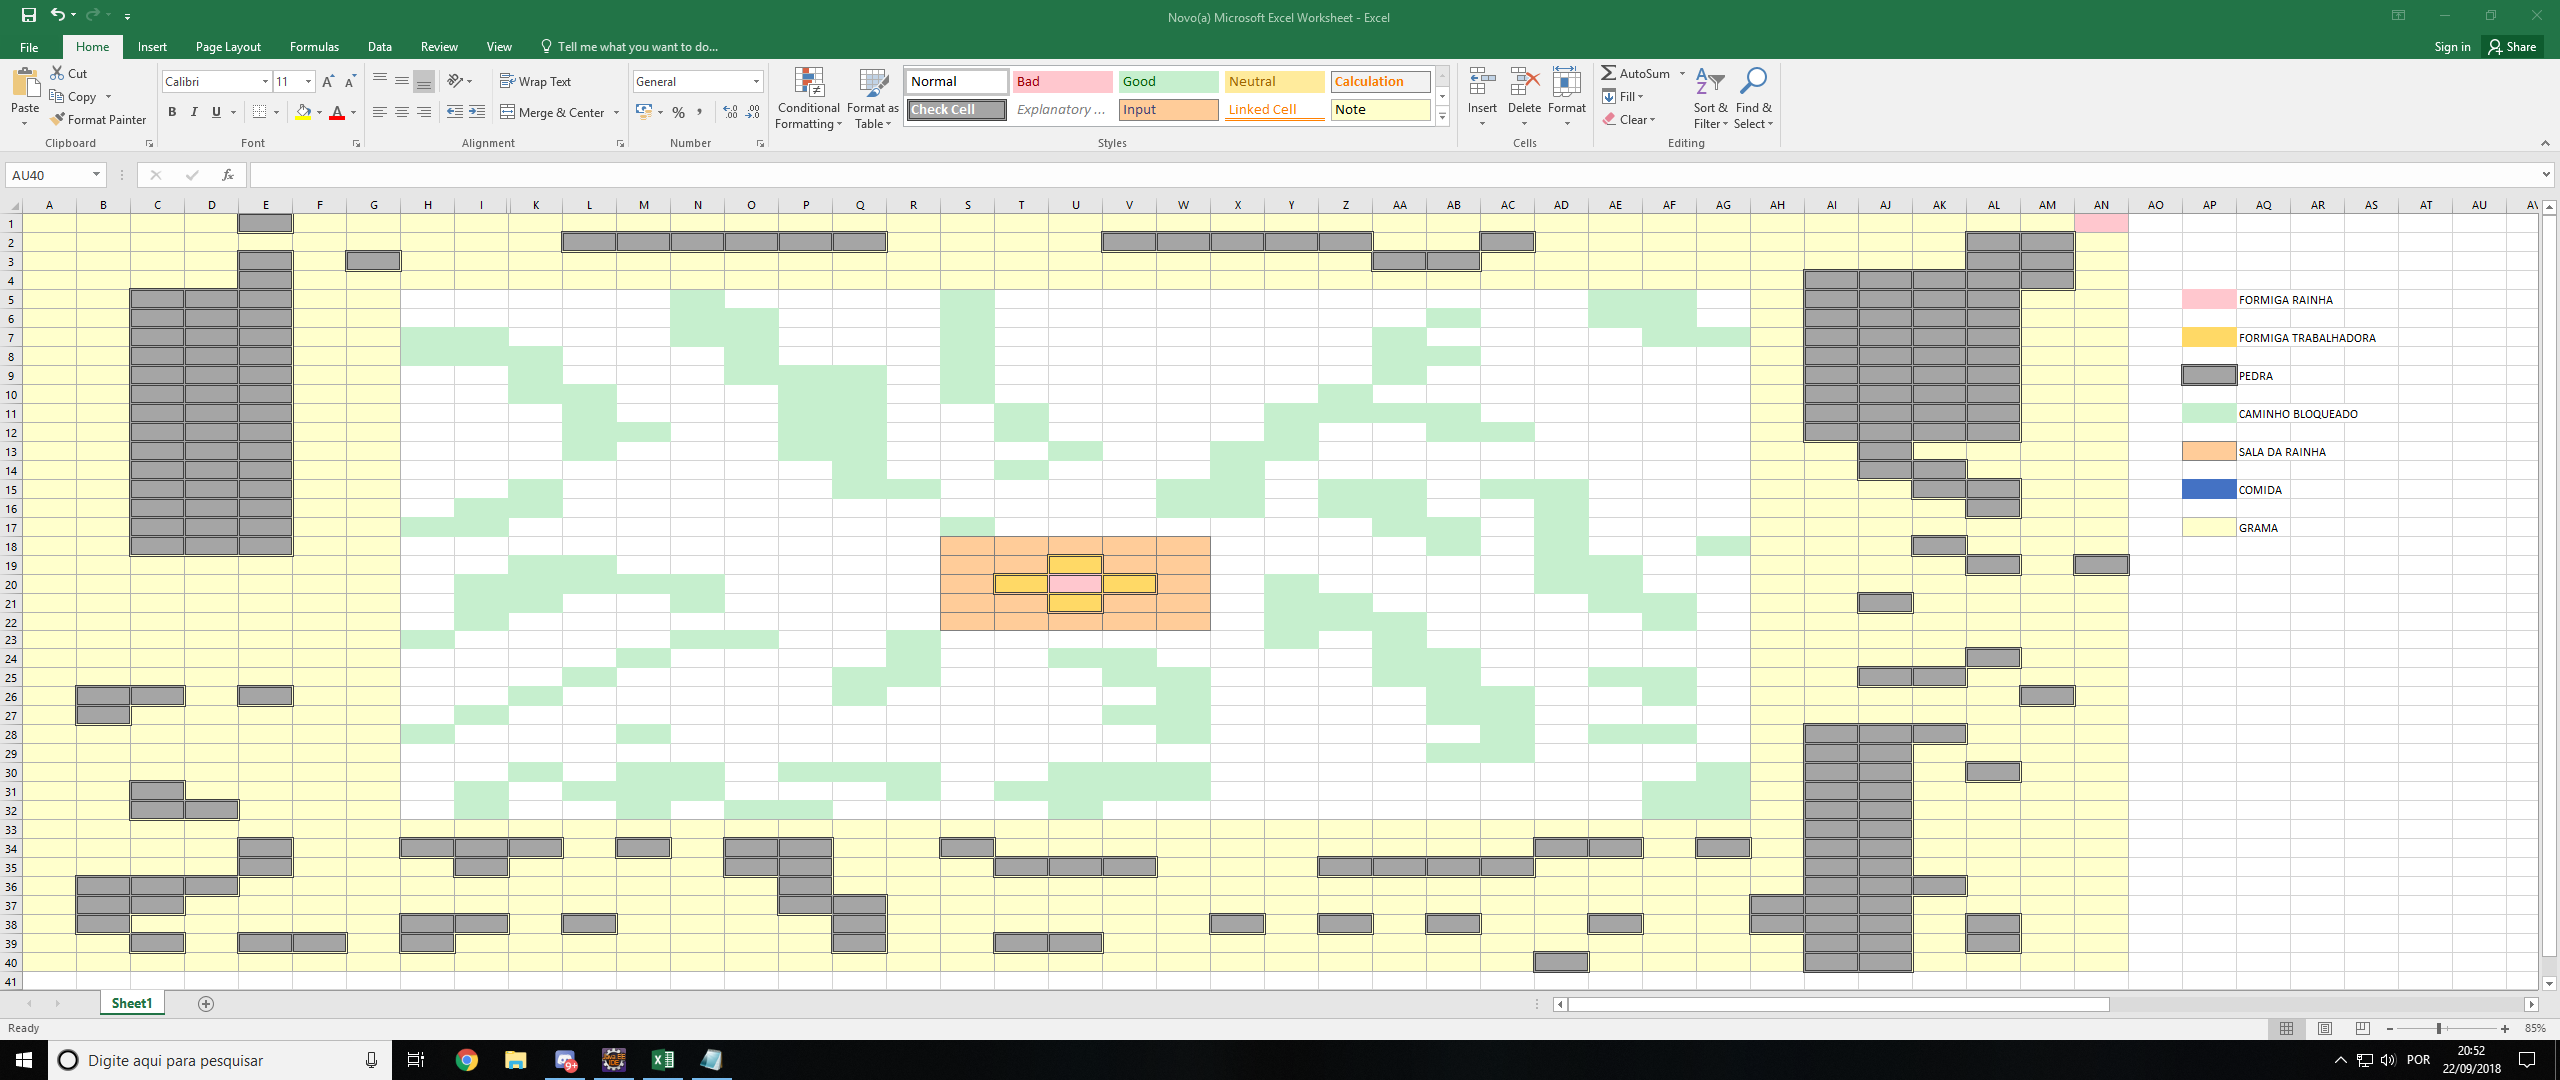 Novo(a) Microsoft Excel Worksheet - Excel
File Home Insert Page Layout Formulas Data Review View Tell me what you want to do... Sign in Share
Paste
Cut
Copy
Format Painter
Clipboard
Calibri 11
B I U
Font
Wrap Text
Merge & Center
Alignment
General
%
Number
Conditional Formatting
Format as Table
Normal Bad Good Neutral Calculation
Check Cell Explanatory ... Input Linked Cell Note
Styles
Insert Delete Format
Cells
AutoSum
Fill
Clear
Sort & Filter
Find & Select
Editing
AU40 fx
A B C D E F G H I K L M N O P Q R S T U V W X Y Z AA AB AC AD AE AF AG AH AI AJ AK AL AM AN AO AP AQ AR AS AT AU
1
2
3
4
5 FORMIGA RAINHA
6
7 FORMIGA TRABALHADORA
8
9 PEDRA
10
11 CAMINHO BLOQUEADO
12
13 SALA DA RAINHA
14
15 COMIDA
16
17 GRAMA
18
19
20
21
22
23
24
25
26
27
28
29
30
31
32
33
34
35
36
37
38
39
40
41
Sheet1
Ready 85%
Digite aqui para pesquisar
9+
POR
20:52
22/09/2018